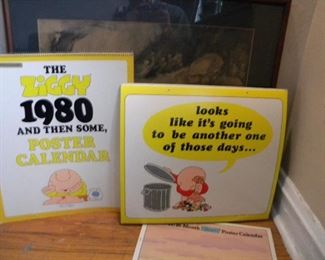 THE
ZiGGY
1980
AND THEN SOME,
POSTER
CALENDAR
looks
like it's going
to be another one
of those days...
Month
Poster Calendar